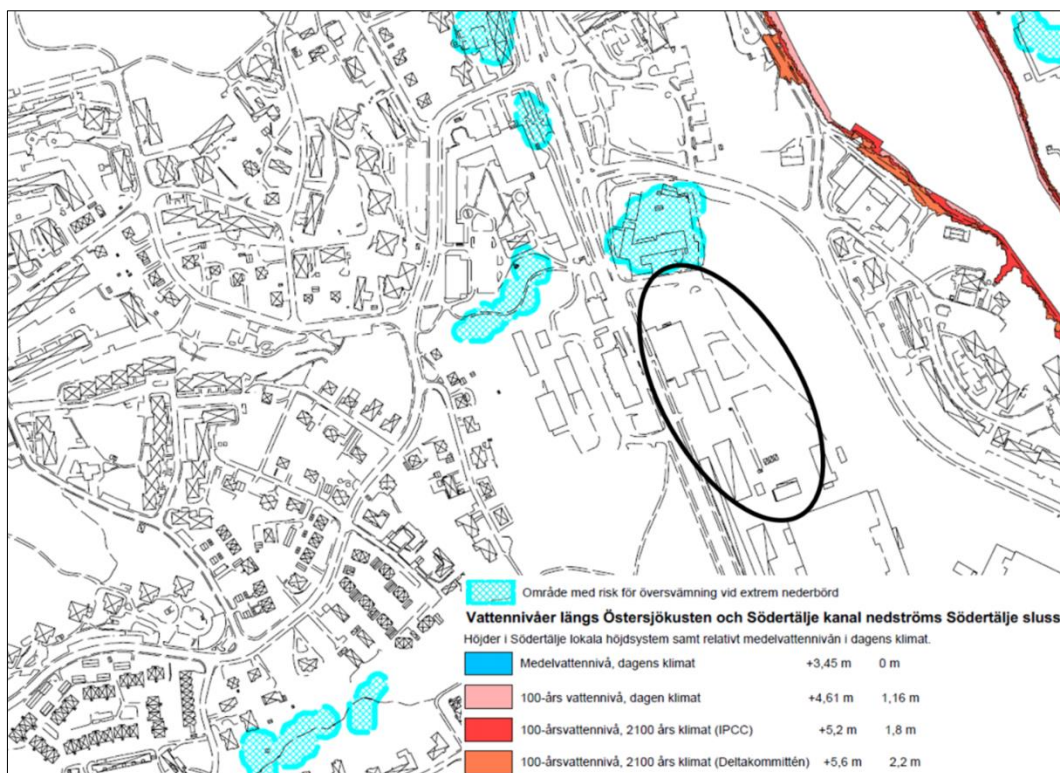 Område med risk för översvämning vid extrem nederbörd
Vattennivåer längs Östersjökusten och Södertälje kanal nedströms Södertälje sluss
Höjder i Södertälje lokala höjdsystem samt relativt medelvattennivån i dagens klimat.
Medelvattennivå, dagens klimat +3,45 m 0 m
100-års vattennivå, dagen klimat +4,61 m 1,16 m
100-årsvattennivå, 2100 års klimat (IPCC) +5,2 m 1,8 m
100-årsvattennivå, 2100 års klimat (Deltakommittén) +5,6 m 2,2 m